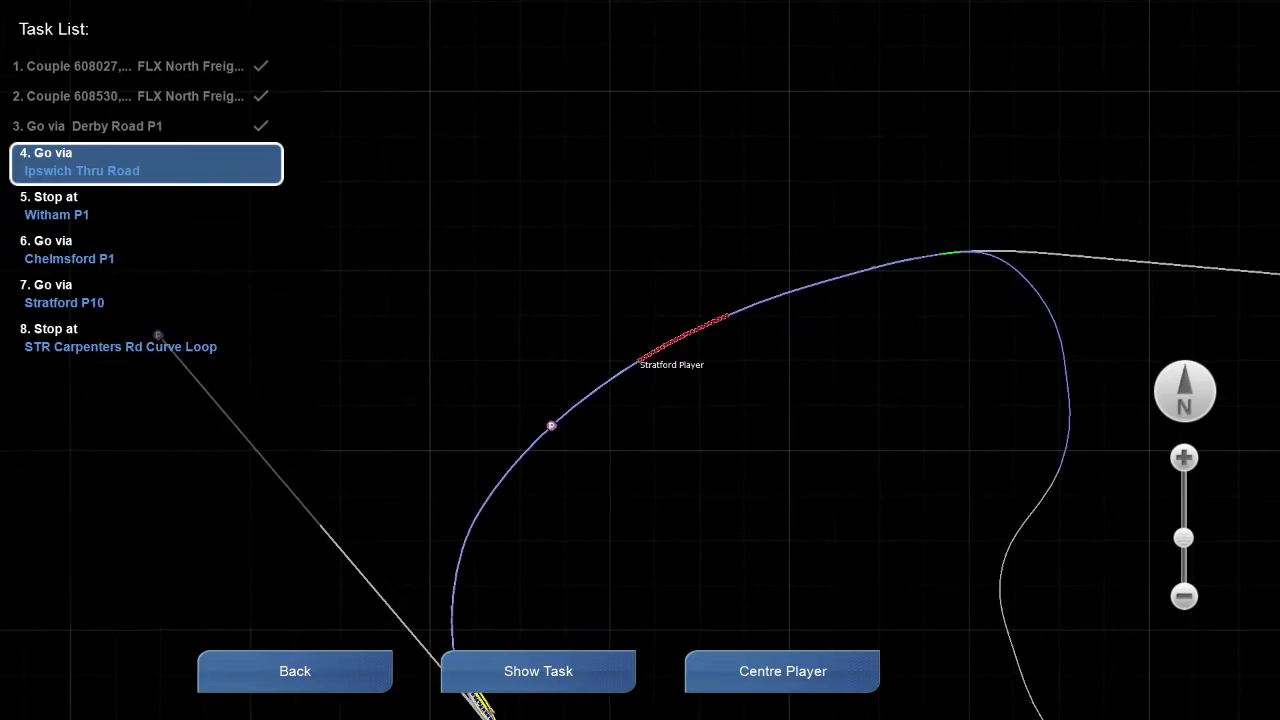 Task List:
1. Couple 608027,... FLX North Freig...
2. Couple 608530,... FLX North Freig...
3. Go via Derby Road P1
4. Go via
Ipswich Thru Road
5. Stop at
Witham P1
6. Go via
Chelmsford P1
7. Go via
Stratford P10
8. Stop at
STR Carpenters Rd Curve Loop
P
Stratford Player
P
N
Back
Show Task
Centre Player